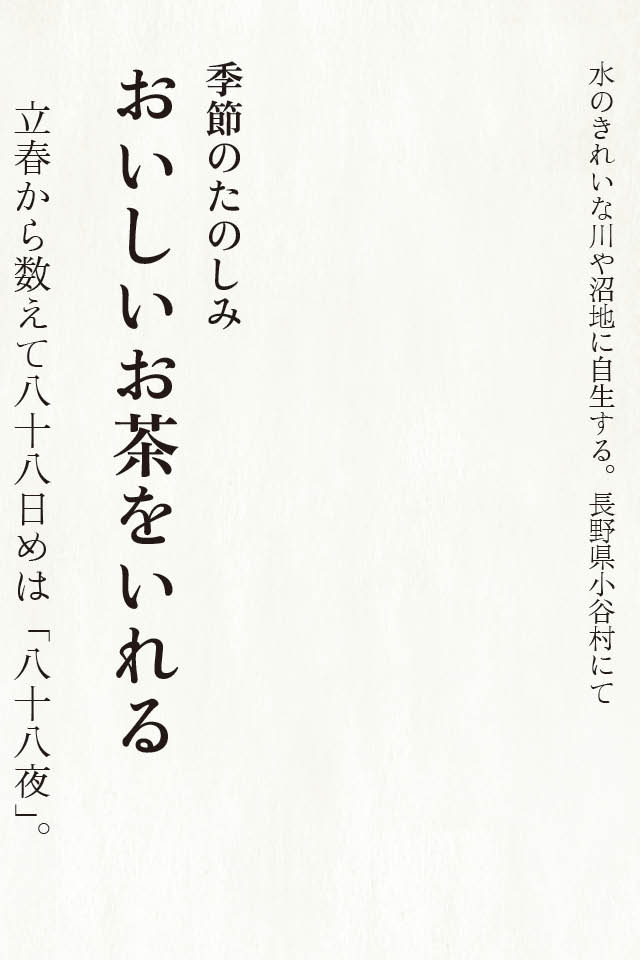 水のきれいな川や沼地に自生する。長野県小谷村にて
季節のたのしみ
おいしいお茶をいれる
立春から数えて八十八日めは「八十八夜」。